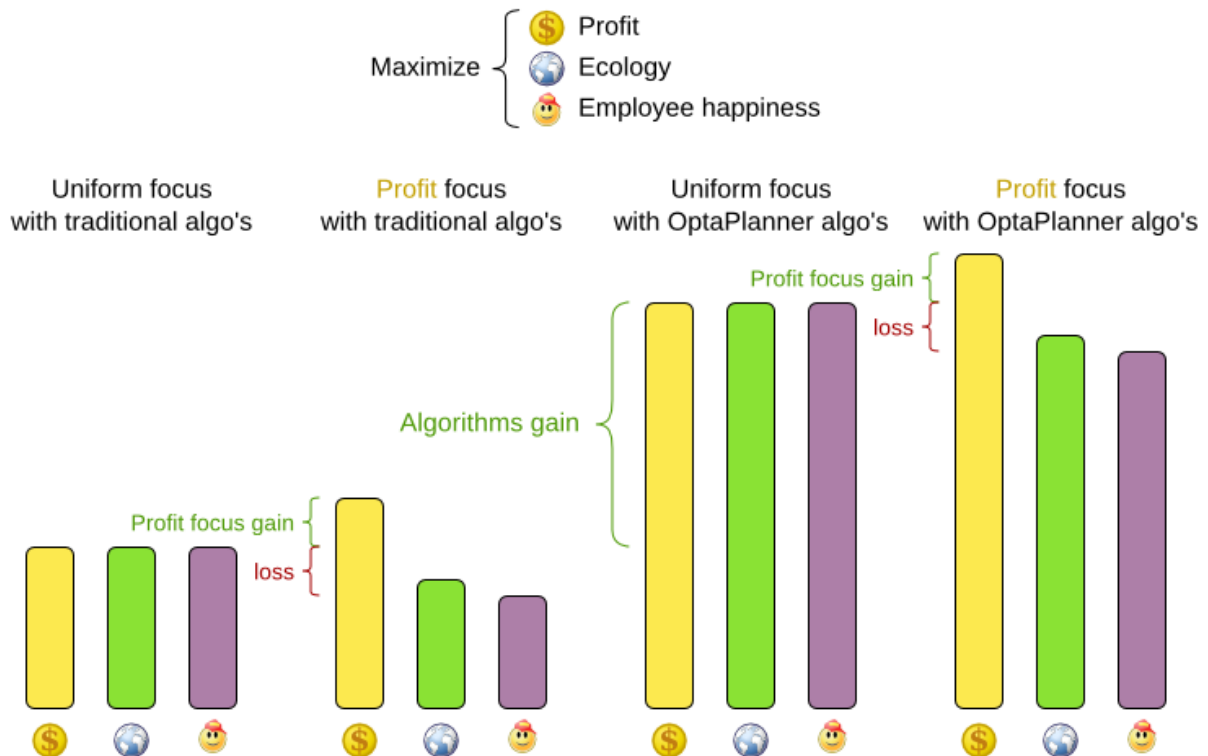 Maximize
Profit
Ecology
Employee happiness
Uniform focus
with traditional algo's
Profit focus
with traditional algo's
Uniform focus
with OptaPlanner algo's
Profit focus
with OptaPlanner algo's
Profit focus gain
loss
Algorithms gain
Profit focus gain
loss
$
$
$
$
$